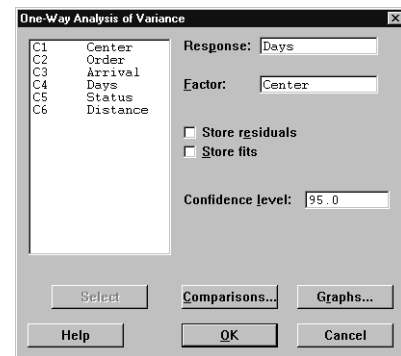 One-Way Analysis of Variance
C1 Center
C2 Order
C3 Arrival
C4 Days
C5 Status
C6 Distance
Response: Days
Factor: Center
Store residuals
Store fits
Confidence level: 95.0
Select
Comparisons...
Graphs...
Help
OK
Cancel